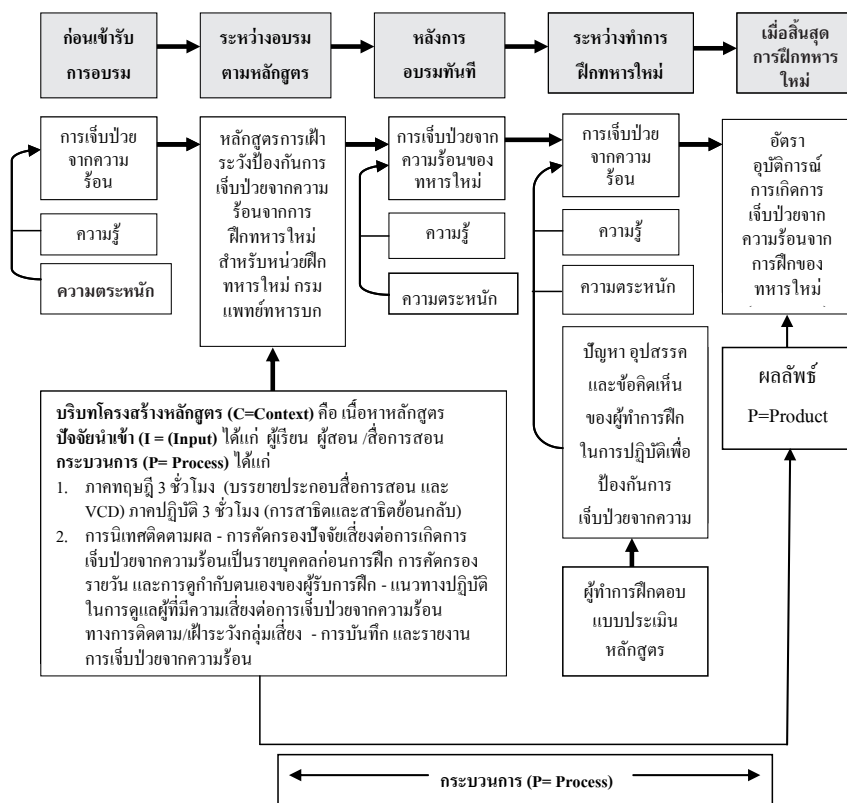 ก่อนเข้ารับ
การอบรม
ระหว่างอบรม
ตามหลักสูตร
หลังการ
อบรมทันที
ระหว่างทำการ
ฝึกทหารใหม่
เมื่อสิ้นสุด
การฝึกทหาร
ใหม่
การเจ็บป่วย
จากความ
ร้อน
ความรู้
ความตระหนัก
หลักสูตรการเฝ้า
ระวังป้องกันการ
เจ็บป่วยจากความ
ร้อนจากการ
ฝึกทหารใหม่
สำหรับหน่วยฝึก
ทหารใหม่ กรม
แพทย์ทหารบก
การเจ็บป่วยจาก
ความร้อนของ
ทหารใหม่
ความรู้
ความตระหนัก
การเจ็บป่วย
จากความ
ร้อน
ความรู้
ความตระหนัก
ปัญหา อุปสรรค
และข้อคิดเห็น
ของผู้ทำการฝึก
ในการปฏิบัติเพื่อ
ป้องกันการ
เจ็บป่วยจากความ
ผู้ทำการฝึกตอบ
แบบประเมิน
หลักสูตร
อัตรา
อุบัติการณ์
การเกิดการ
เจ็บป่วยจาก
ความร้อนจาก
การฝึกของ
ทหารใหม่
ผลลัพธ์
P=Product
บริบทโครงสร้างหลักสูตร (C=Context) คือ เนื้อหาหลักสูตร
ปัจจัยนำเข้า (I = (Input) ได้แก่ ผู้เรียน ผู้สอน /สื่อการสอน
กระบวนการ (P= Process) ได้แก่
1. ภาคทฤษฎี 3 ชั่วโมง (บรรยายประกอบสื่อการสอน และ
VCD) ภาคปฏิบัติ 3 ชั่วโมง (การสาธิตและสาธิตย้อนกลับ)
2. การนิเทศติดตามผล - การคัดกรองปัจจัยเสี่ยงต่อการเกิดการ
เจ็บป่วยจากความร้อนเป็นรายบุคคลก่อนการฝึก การคัดกรอง
รายวัน และการดูกำกับตนเองของผู้รับการฝึก - แนวทางปฏิบัติ
ในการดูแลผู้ที่มีความเสี่ยงต่อการเจ็บป่วยจากความร้อน
ทางการติดตาม/เฝ้าระวังกลุ่มเสี่ยง - การบันทึก และรายงาน
การเจ็บป่วยจากความร้อน
กระบวนการ (P= Process)